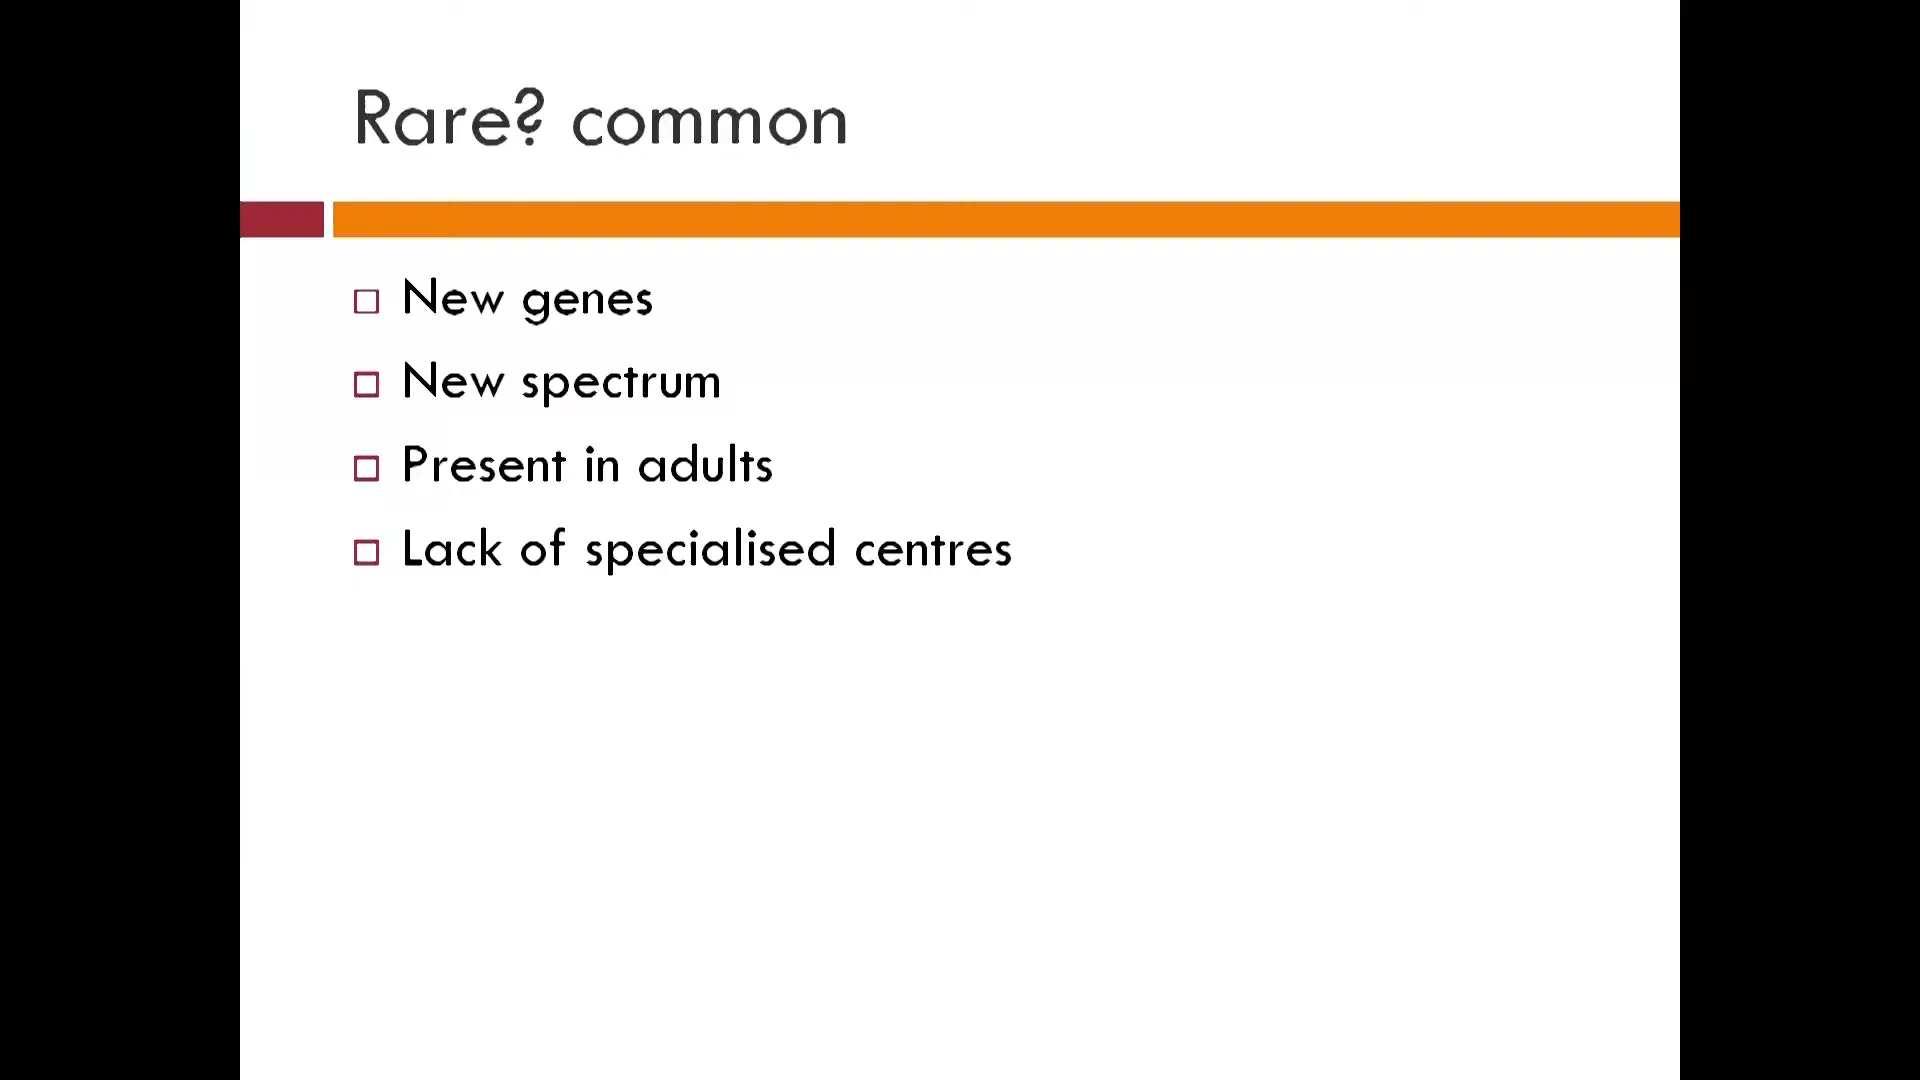 Rare? common
New genes
New spectrum
Present in adults
Lack of specialised centres